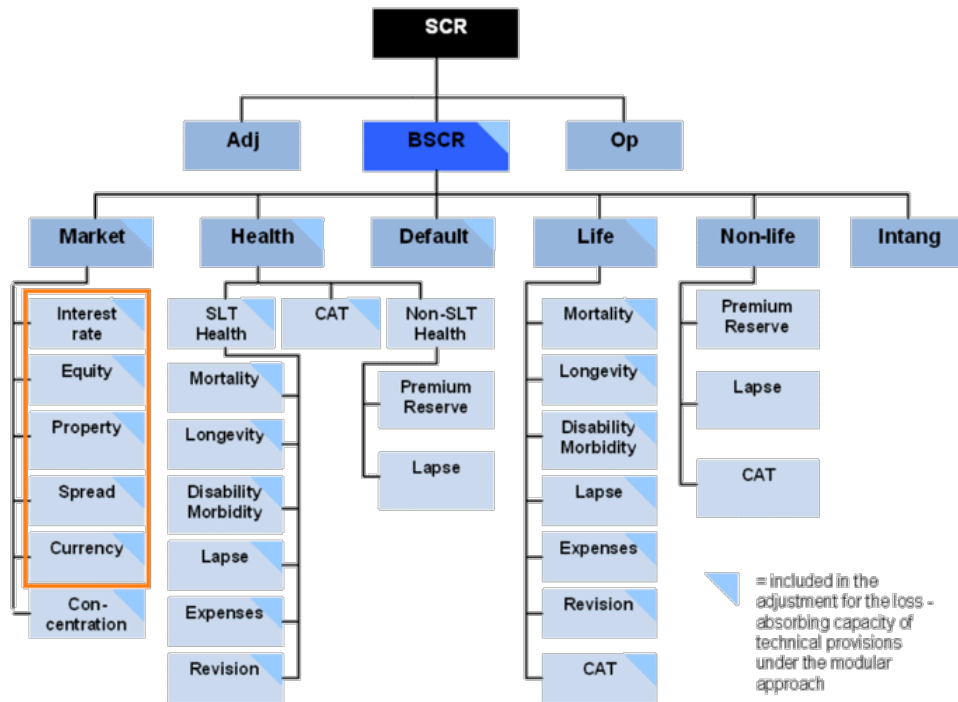 SCR
Adj
BSCR
Op
Market
Health
Default
Life
Non-life
Intang
Interest
rate
Equity
Property
Spread
Currency
Con-
centration
SLT
Health
CAT
Non-SLT
Health
Mortality
Longevity
Disability
Morbidity
Lapse
Expenses
Revision
Premium
Reserve
Lapse
Mortality
Longevity
Disability
Morbidity
Lapse
Expenses
Revision
CAT
Premium
Reserve
Lapse
CAT
= included in the
adjustment for the loss -
absorbing capacity of
technical provisions
under the modular
approach